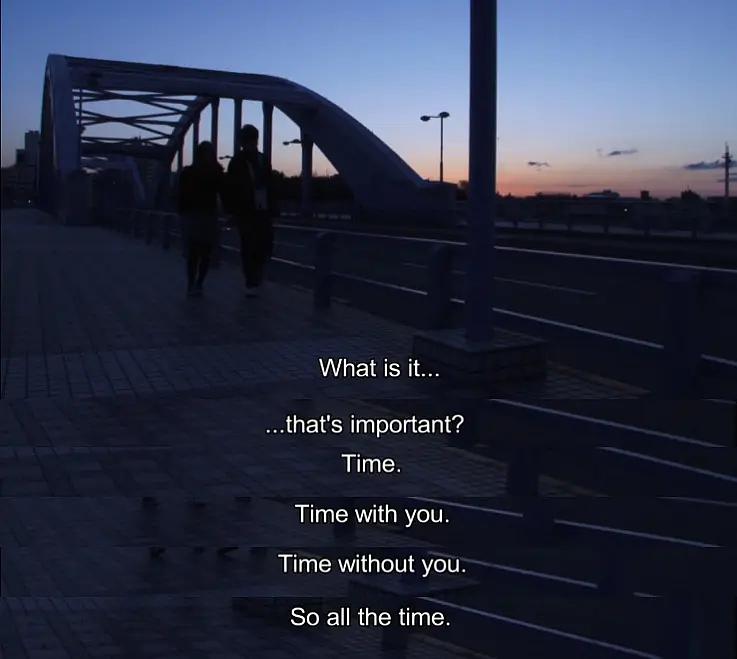 What is it...
...that's important?
Time.
Time with you.
Time without you.
So all the time.